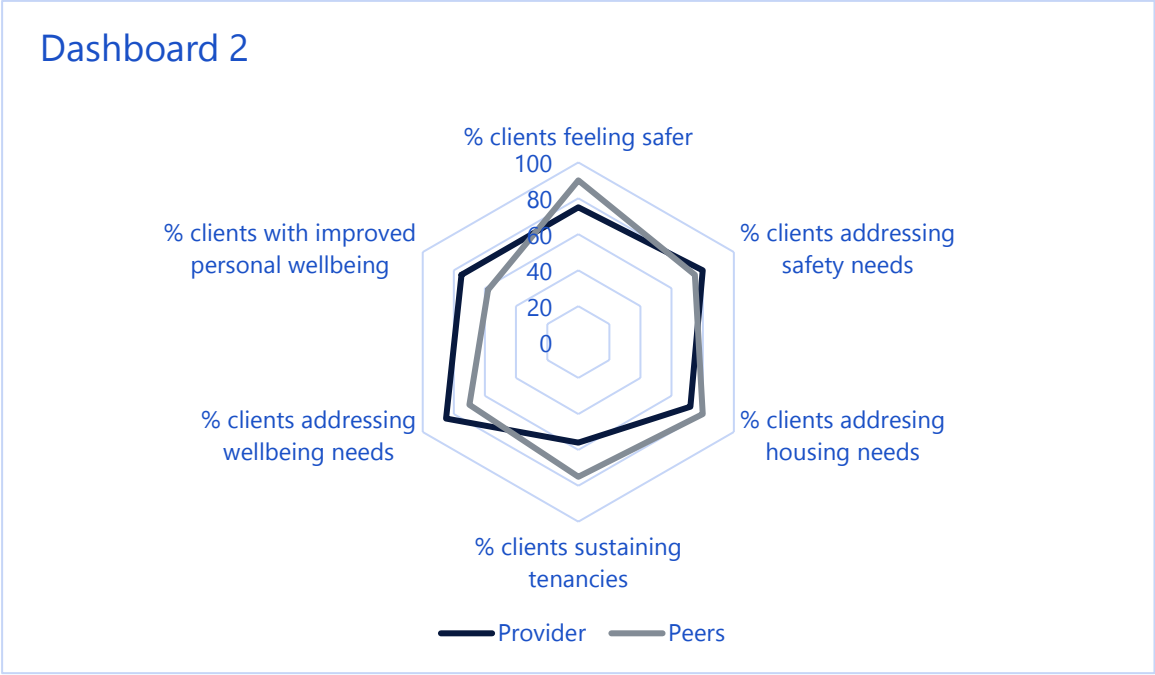 Dashboard 2
% clients feeling safer
100
80
60
40
20
0
% clients addressing
safety needs
% clients addresing
housing needs
% clients sustaining
tenancies
% clients addressing
wellbeing needs
% clients with improved
personal wellbeing
Provider
Peers